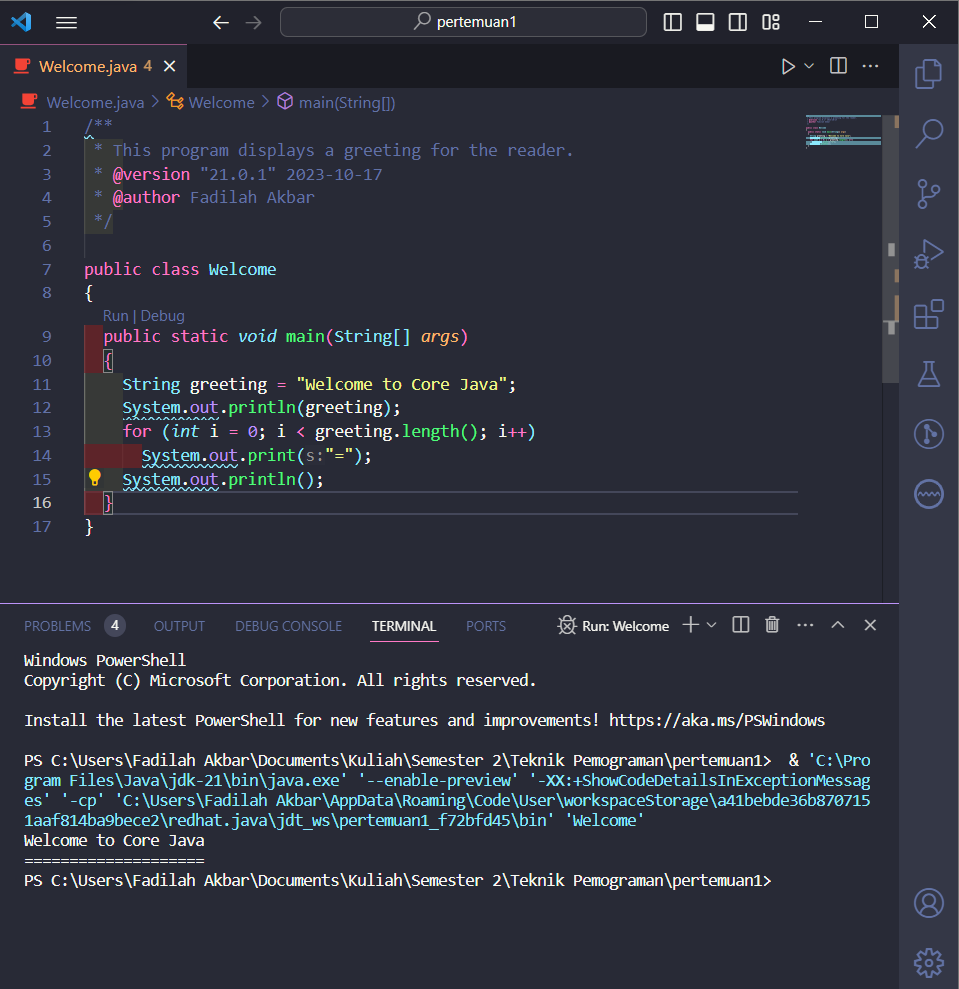 pertemuan1
Welcome.java 4
Welcome.java > Welcome > main(String[])
1 /**
2 * This program displays a greeting for the reader.
3 * @version "21.0.1" 2023-10-17
4 * @author Fadilah Akbar
5 */
6
7 public class Welcome
8 {
Run | Debug
9 public static void main(String[] args)
10 {
11 String greeting = "Welcome to Core Java";
12 System.out.println(greeting);
13 for (int i = 0; i < greeting.length(); i++)
14 System.out.print(s:"=");
15 System.out.println();
16 }
17 }
PROBLEMS 4 OUTPUT DEBUG CONSOLE TERMINAL PORTS Run: Welcome
Windows PowerShell
Copyright (C) Microsoft Corporation. All rights reserved.
Install the latest PowerShell for new features and improvements! https://aka.ms/PSWindows
PS C:\Users\Fadilah Akbar\Documents\Kuliah\Semester 2\Teknik Pemograman\pertemuan1>  & 'C:\Pro
gram Files\Java\jdk-21\bin\java.exe' '--enable-preview' '-XX:+ShowCodeDetailsInExceptionMessag
es' '-cp' 'C:\Users\Fadilah Akbar\AppData\Roaming\Code\User\workspaceStorage\a41bebde36b870715
1aaf814ba9bece2\redhat.java\jdt_ws\pertemuan1_f72bfd45\bin' 'Welcome'
Welcome to Core Java
====================
PS C:\Users\Fadilah Akbar\Documents\Kuliah\Semester 2\Teknik Pemograman\pertemuan1>